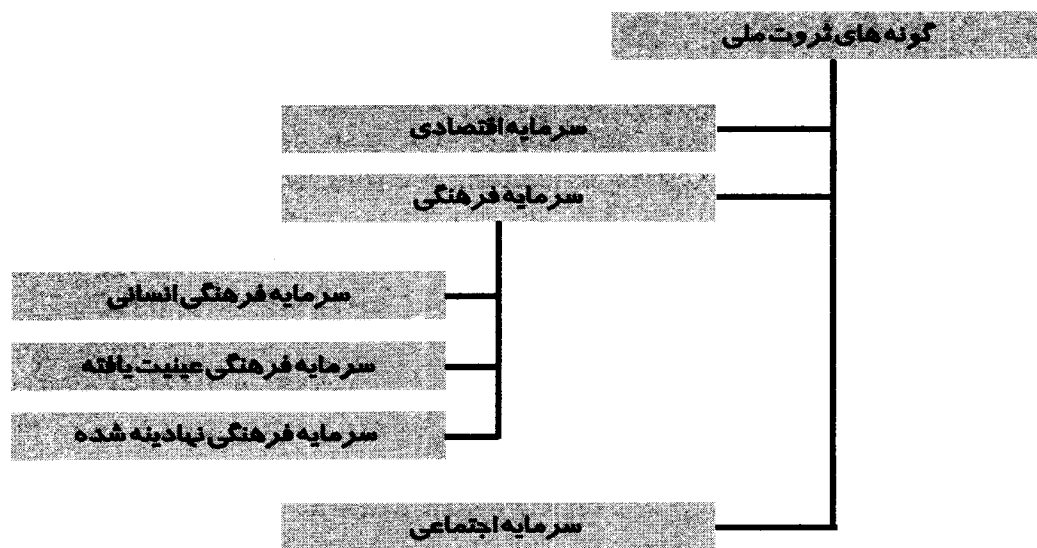 گونه های ثروت ملی
سرمایه اقتصادی
سرمایه فرهنگی
سرمایه فرهنگی انسانی
سرمایه فرهنگی عینیت یافته
سرمایه فرهنگی نهادینه شده
سرمایه اجتماعی